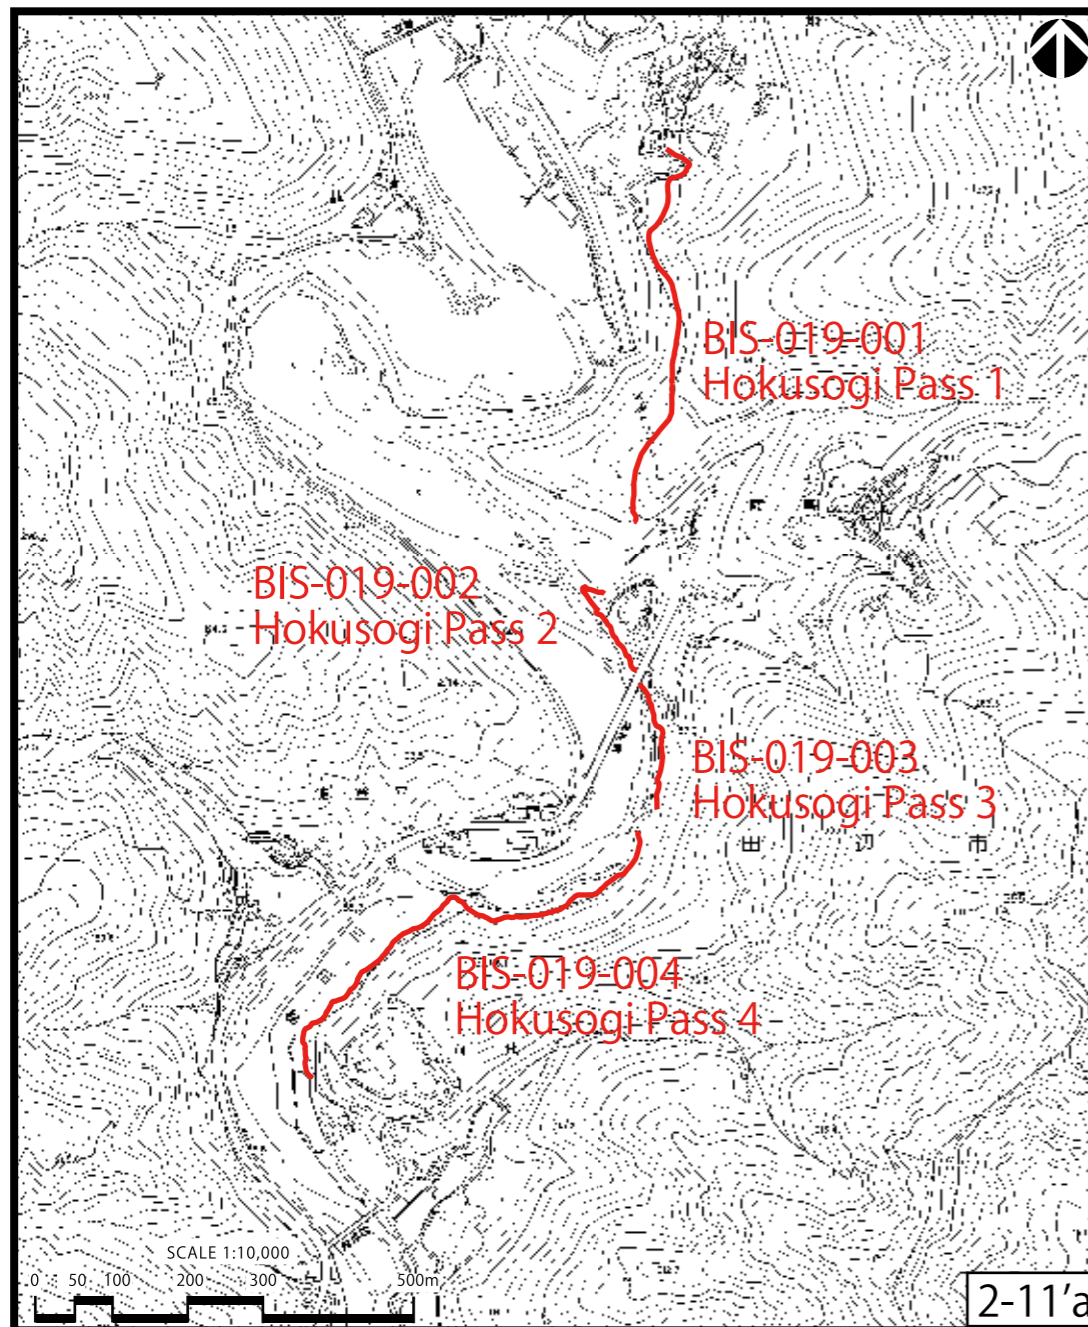 BIS-019-001
Hokusogi Pass 1
BIS-019-002
Hokusogi Pass 2
BIS-019-003
Hokusogi Pass 3
田 辺 市
BIS-019-004
Hokusogi Pass 4
SCALE 1:10,000
0 50 100 200 300 500m
2-11'a